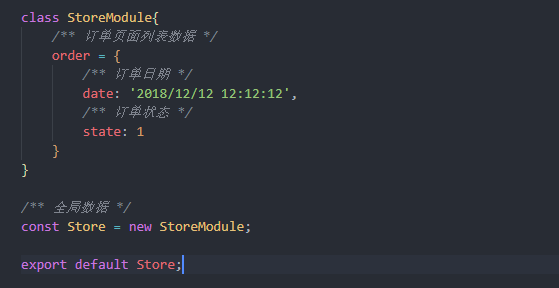 class StoreModule{
/** 订单页面列表数据 */
order = {
/** 订单日期 */
date: '2018/12/12 12:12:12',
/** 订单状态 */
state: 1
}
}
/** 全局数据 */
const Store = new StoreModule;
export default Store;